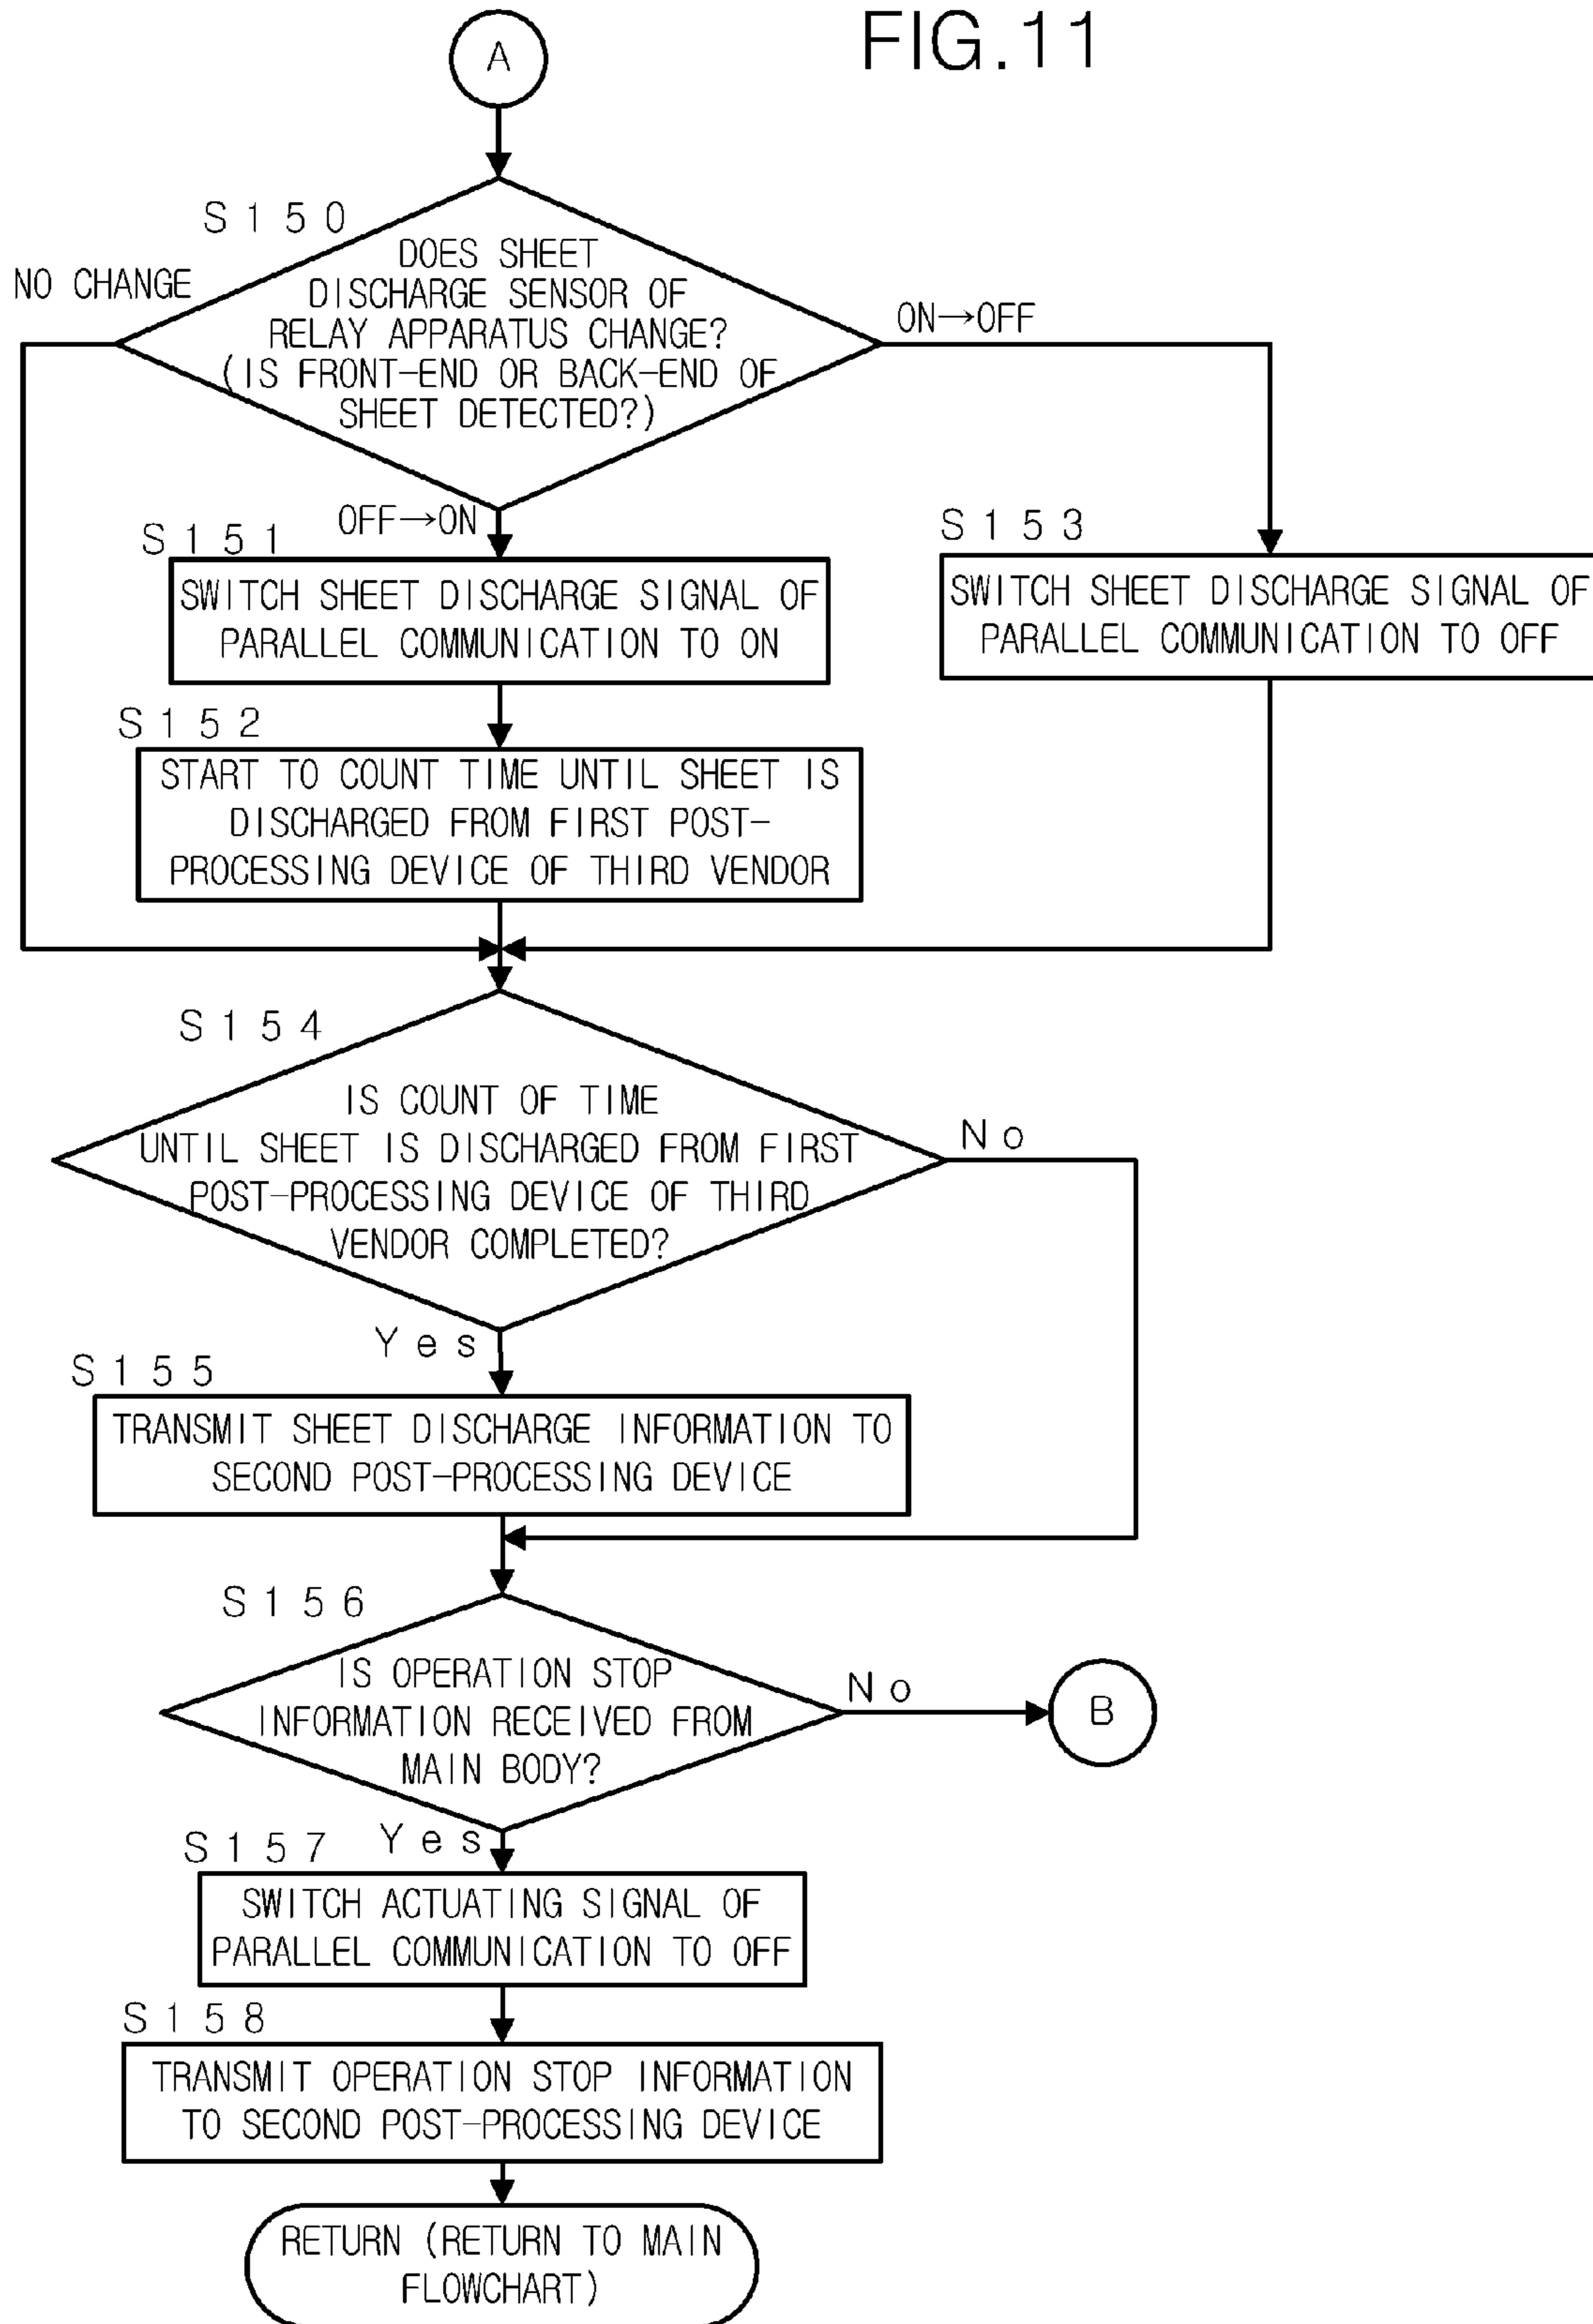 FIG.11
A
S150
DOES SHEET
DISCHARGE SENSOR OF
RELAY APPARATUS CHANGE?
(IS FRONT-END OR BACK-END OF
SHEET DETECTED?)
NO CHANGE
ON→OFF
OFF→ON
S151
SWITCH SHEET DISCHARGE SIGNAL OF
PARALLEL COMMUNICATION TO ON
S153
SWITCH SHEET DISCHARGE SIGNAL OF
PARALLEL COMMUNICATION TO OFF
S152
START TO COUNT TIME UNTIL SHEET IS
DISCHARGED FROM FIRST POST-
PROCESSING DEVICE OF THIRD VENDOR
S154
IS COUNT OF TIME
UNTIL SHEET IS DISCHARGED FROM FIRST
POST-PROCESSING DEVICE OF THIRD
VENDOR COMPLETED?
No
Yes
S155
TRANSMIT SHEET DISCHARGE INFORMATION TO
SECOND POST-PROCESSING DEVICE
S156
IS OPERATION STOP
INFORMATION RECEIVED FROM
MAIN BODY?
No
B
Yes
S157
SWITCH ACTUATING SIGNAL OF
PARALLEL COMMUNICATION TO OFF
S158
TRANSMIT OPERATION STOP INFORMATION
TO SECOND POST-PROCESSING DEVICE
RETURN (RETURN TO MAIN
FLOWCHART)